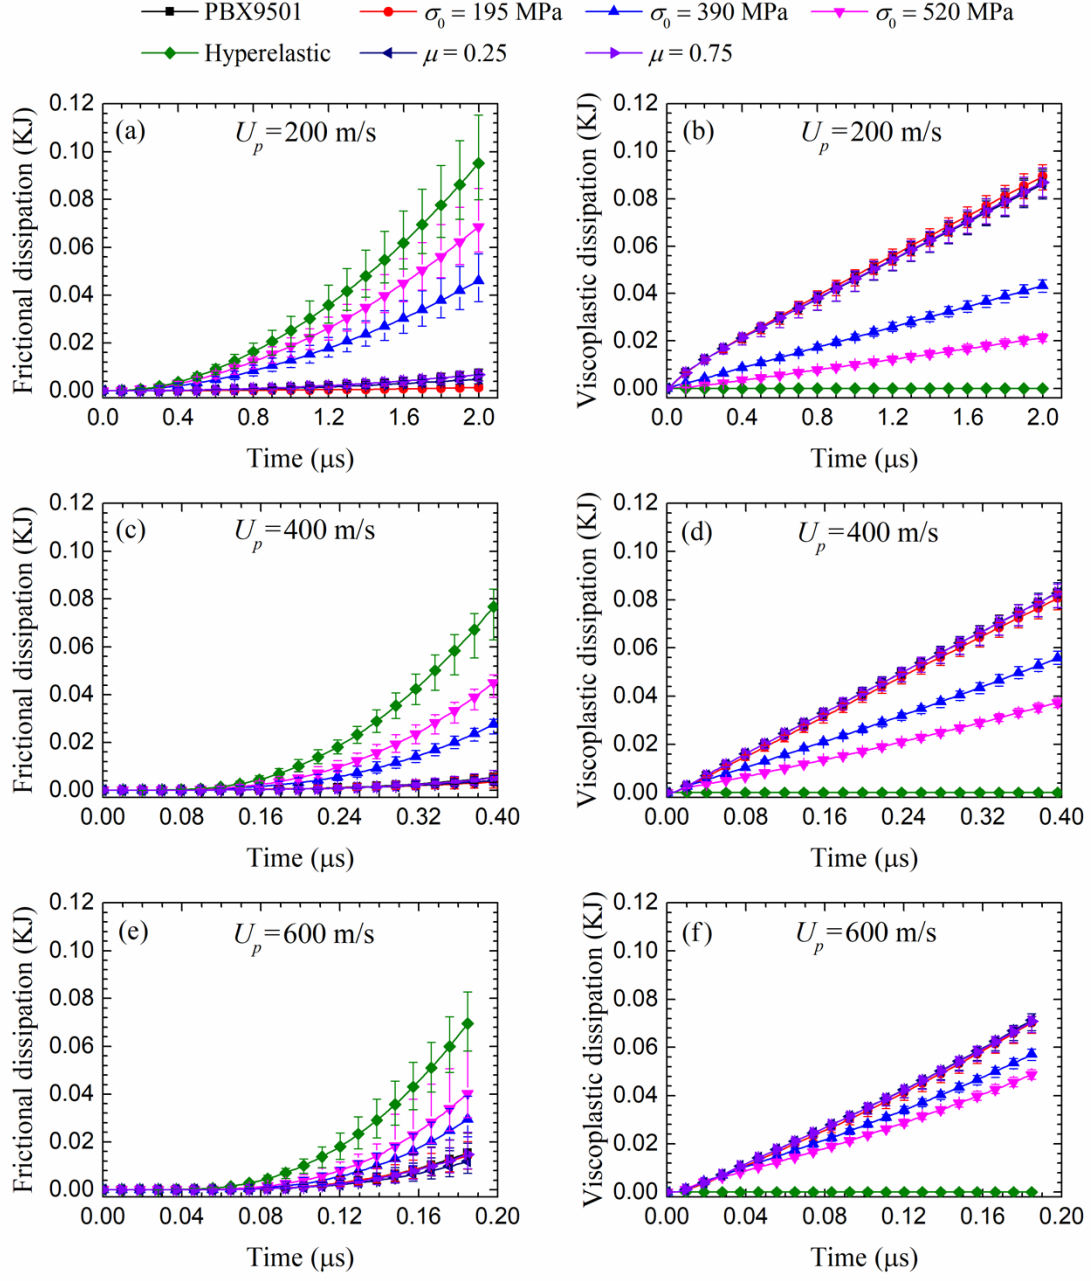 PBX9501 σ₀ = 195 MPa σ₀ = 390 MPa σ₀ = 520 MPa
Hyperelastic μ = 0.25 μ = 0.75
Frictional dissipation (KJ)
0.12
0.10
0.08
0.06
0.04
0.02
0.00
(a) U_p=200 m/s
0.0 0.4 0.8 1.2 1.6 2.0
Time (μs)
Viscoplastic dissipation (KJ)
0.12
0.10
0.08
0.06
0.04
0.02
0.00
(b) U_p=200 m/s
0.0 0.4 0.8 1.2 1.6 2.0
Time (μs)
Frictional dissipation (KJ)
0.12
0.10
0.08
0.06
0.04
0.02
0.00
(c) U_p=400 m/s
0.00 0.08 0.16 0.24 0.32 0.40
Time (μs)
Viscoplastic dissipation (KJ)
0.12
0.10
0.08
0.06
0.04
0.02
0.00
(d) U_p=400 m/s
0.00 0.08 0.16 0.24 0.32 0.40
Time (μs)
Frictional dissipation (KJ)
0.12
0.10
0.08
0.06
0.04
0.02
0.00
(e) U_p=600 m/s
0.00 0.04 0.08 0.12 0.16 0.20
Time (μs)
Viscoplastic dissipation (KJ)
0.12
0.10
0.08
0.06
0.04
0.02
0.00
(f) U_p=600 m/s
0.00 0.04 0.08 0.12 0.16 0.20
Time (μs)